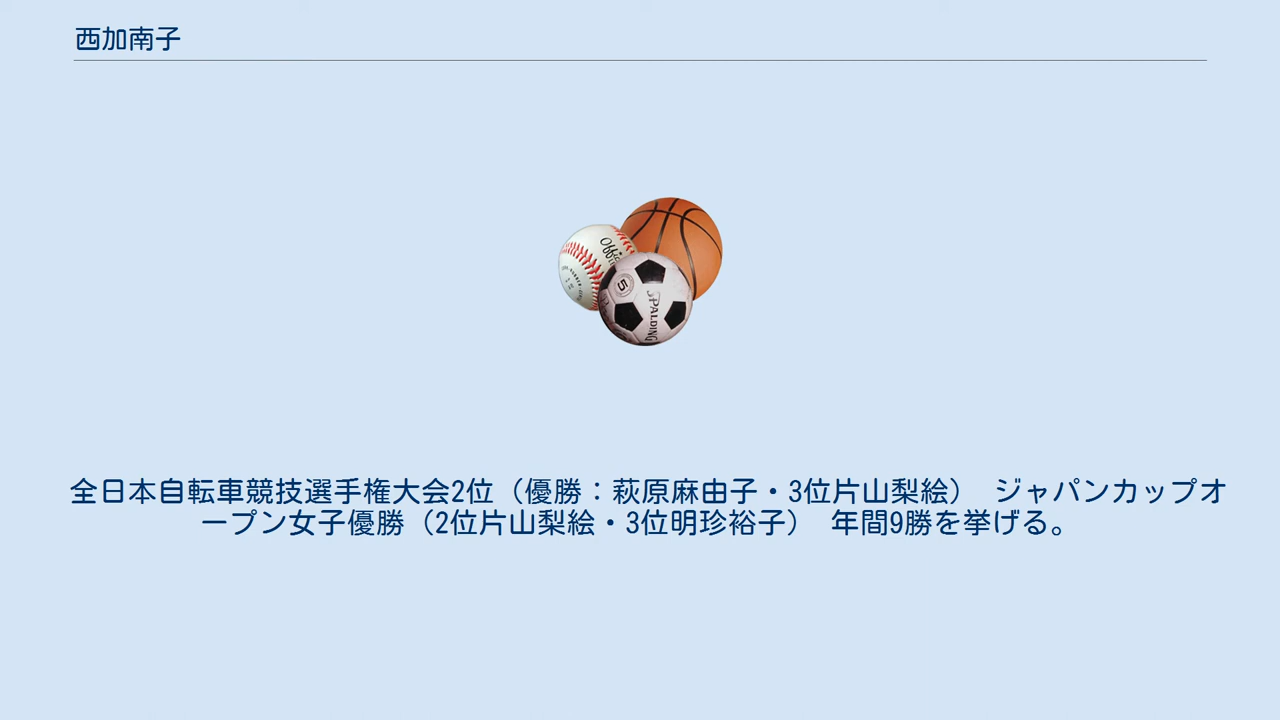 西加南子
Offic
5
SPALDING
全日本自転車競技選手権大会2位（優勝：萩原麻由子・3位片山梨絵） ジャパンカップオ
ープン女子優勝（2位片山梨絵・3位明珍裕子） 年間9勝を挙げる。